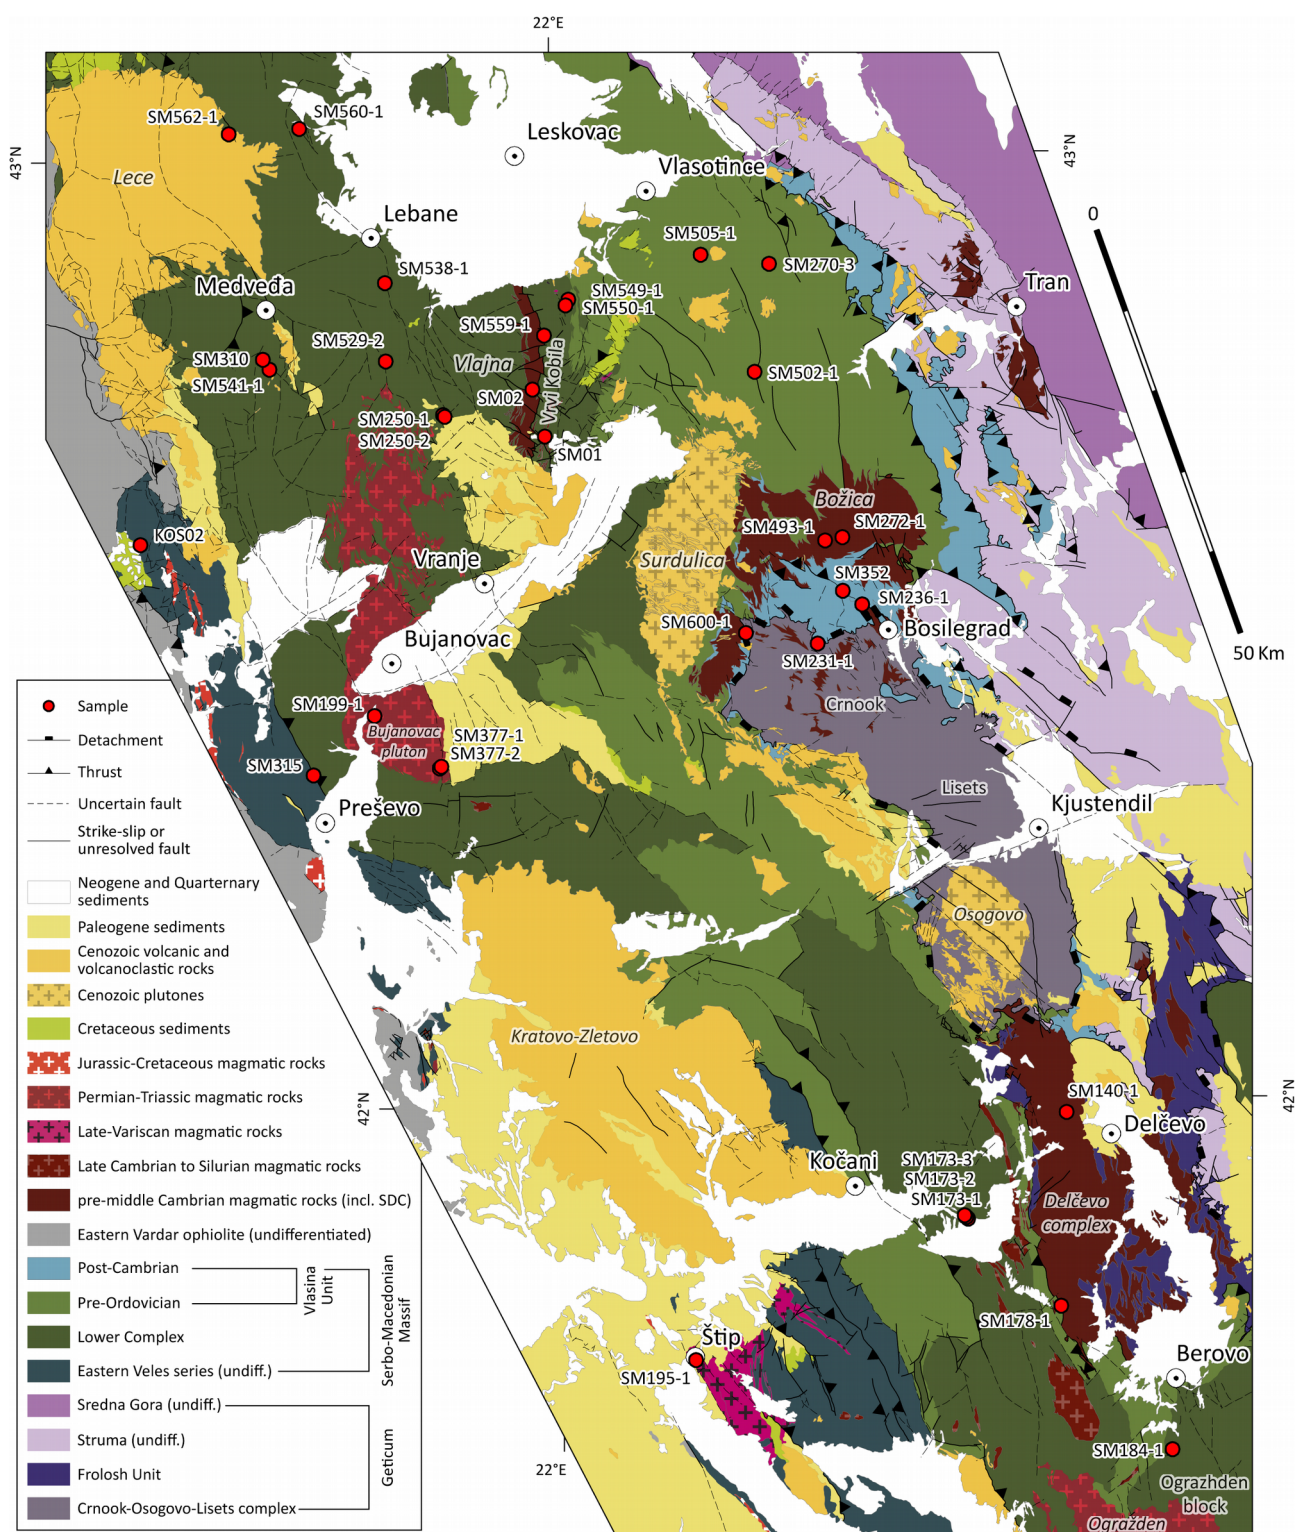 22°E
SM562-1
SM560-1
Leskovac
43°N
43°N
Vlasotince
Lece
Lebane
0
SM505-1
SM270-3
SM538-1
Tran
Medveđa
SM549-1
SM550-1
SM559-1
SM529-2
Vlajna
Vrvi Kobila
SM310
SM541-1
SM502-1
SM02
SM250-1
SM250-2
SM01
Božica
SM493-1
SM272-1
KOS02
Vranje
Surdulica
SM352
SM236-1
SM600-1
Bosilegrad
Bujanovac
SM231-1
50 Km
Crnook
SM199-1
Bujanovac
pluton
SM377-1
SM377-2
SM315
Lisets
Kjustendil
Preševo
Osogovo
Kratovo-Zletovo
42°N
42°N
SM140-1
Delčevo
Kočani
SM173-3
SM173-2
SM173-1
Delčevo
complex
SM178-1
Štip
SM195-1
Berovo
SM184-1
22°E
Ograzhden
block
Ogražden
Sample
Detachment
Thrust
Uncertain fault
Strike-slip or
unresolved fault
Neogene and Quarternary
sediments
Paleogene sediments
Cenozoic volcanic and
volcanoclastic rocks
Cenozoic plutones
Cretaceous sediments
Jurassic-Cretaceous magmatic rocks
Permian-Triassic magmatic rocks
Late-Variscan magmatic rocks
Late Cambrian to Silurian magmatic rocks
pre-middle Cambrian magmatic rocks (incl. SDC)
Eastern Vardar ophiolite (undifferentiated)
Post-Cambrian
Pre-Ordovician
Vlasina
Unit
Lower Complex
Eastern Veles series (undiff.)
Serbo-Macedonian
Massif
Sredna Gora (undiff.)
Struma (undiff.)
Frolosh Unit
Crnook-Osogovo-Lisets complex
Geticum